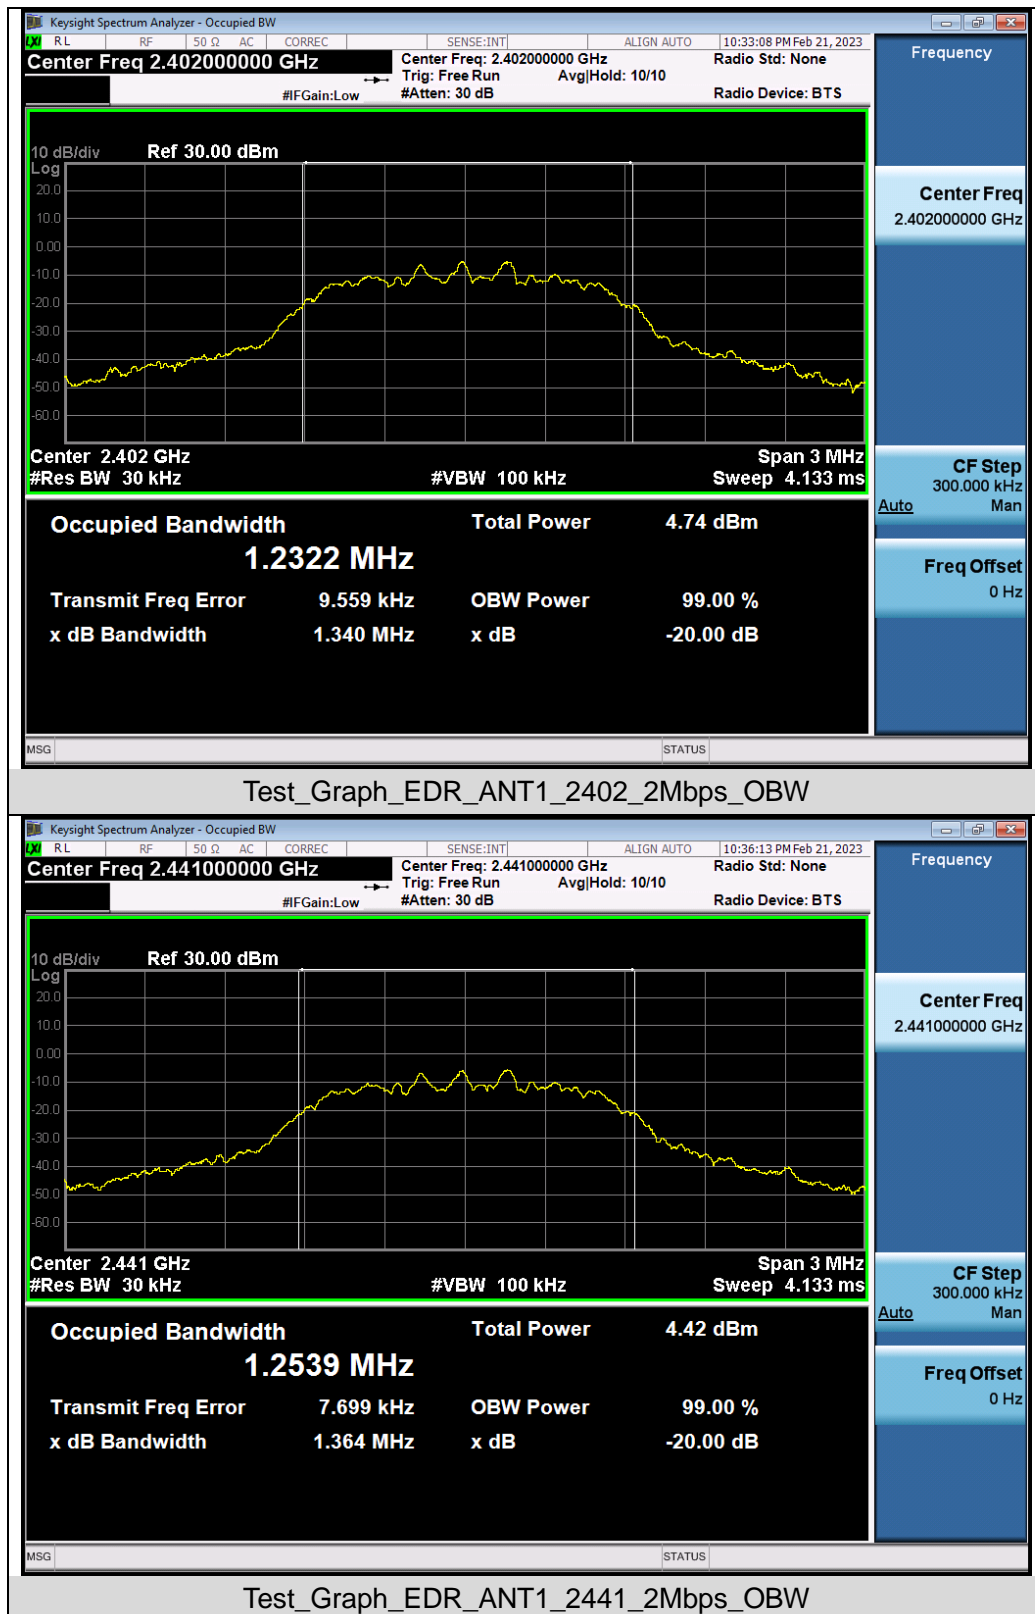 Keysight Spectrum Analyzer - Occupied BW
LXI RL RF 50 Ω AC CORREC SENSE:INT ALIGN AUTO 10:33:08 PM Feb 21, 2023
Center Freq 2.402000000 GHz Center Freq: 2.402000000 GHz Radio Std: None Frequency
Trig: Free Run Avg|Hold: 10/10
#IFGain:Low #Atten: 30 dB Radio Device: BTS
10 dB/div Ref 30.00 dBm
Log
20.0
10.0
0.00
-10.0
-20.0
-30.0
-40.0
-50.0
-60.0
Center Freq
2.402000000 GHz
Center 2.402 GHz Span 3 MHz
#Res BW 30 kHz #VBW 100 kHz Sweep 4.133 ms
CF Step
300.000 kHz
Auto Man
Occupied Bandwidth Total Power 4.74 dBm
1.2322 MHz
Freq Offset
0 Hz
Transmit Freq Error 9.559 kHz OBW Power 99.00 %
x dB Bandwidth 1.340 MHz x dB -20.00 dB
MSG STATUS
Test_Graph_EDR_ANT1_2402_2Mbps_OBW
Keysight Spectrum Analyzer - Occupied BW
LXI RL RF 50 Ω AC CORREC SENSE:INT ALIGN AUTO 10:36:13 PM Feb 21, 2023
Center Freq 2.441000000 GHz Center Freq: 2.441000000 GHz Radio Std: None Frequency
Trig: Free Run Avg|Hold: 10/10
#IFGain:Low #Atten: 30 dB Radio Device: BTS
10 dB/div Ref 30.00 dBm
Log
20.0
10.0
0.00
-10.0
-20.0
-30.0
-40.0
-50.0
-60.0
Center Freq
2.441000000 GHz
Center 2.441 GHz Span 3 MHz
#Res BW 30 kHz #VBW 100 kHz Sweep 4.133 ms
CF Step
300.000 kHz
Auto Man
Occupied Bandwidth Total Power 4.42 dBm
1.2539 MHz
Freq Offset
0 Hz
Transmit Freq Error 7.699 kHz OBW Power 99.00 %
x dB Bandwidth 1.364 MHz x dB -20.00 dB
MSG STATUS
Test_Graph_EDR_ANT1_2441_2Mbps_OBW